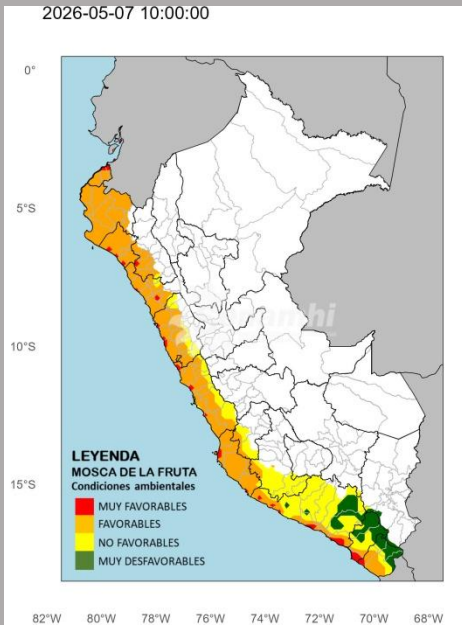 2026-05-07 10:00:00
0°
5°S
10°S
15°S
senamhi
LEYENDA
MOSCA DE LA FRUTA
Condiciones ambientales
MUY FAVORABLES
FAVORABLES
NO FAVORABLES
MUY DESFAVORABLES
82°W 80°W 78°W 76°W 74°W 72°W 70°W 68°W